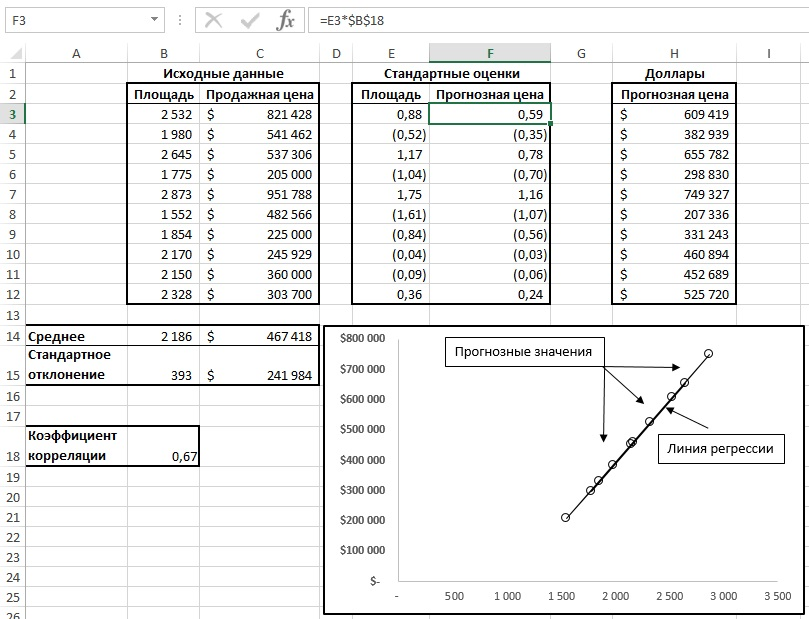 F3 fx =E3*$B$18
A B C D E F G H I
1 Исходные данные Стандартные оценки Доллары
2 Площадь Продажная цена Площадь Прогнозная цена Прогнозная цена
3 2 532 $ 821 428 0,88 0,59 $ 609 419
4 1 980 $ 541 462 (0,52) (0,35) $ 382 939
5 2 645 $ 537 306 1,17 0,78 $ 655 782
6 1 775 $ 205 000 (1,04) (0,70) $ 298 830
7 2 873 $ 951 788 1,75 1,16 $ 749 327
8 1 552 $ 482 566 (1,61) (1,07) $ 207 336
9 1 854 $ 225 000 (0,84) (0,56) $ 331 243
10 2 170 $ 245 929 (0,04) (0,03) $ 460 894
11 2 150 $ 360 000 (0,09) (0,06) $ 452 689
12 2 328 $ 303 700 0,36 0,24 $ 525 720
13
14 Среднее 2 186 $ 467 418
Стандартное
15 отклонение 393 $ 241 984
16
17
Коэффициент
18 корреляции 0,67
19
20
21
22
23
24
25
26
$800 000
Прогнозные значения
$700 000
$600 000
$500 000
Линия регрессии
$400 000
$300 000
$200 000
$100 000
$-
- 500 1 000 1 500 2 000 2 500 3 000 3 500